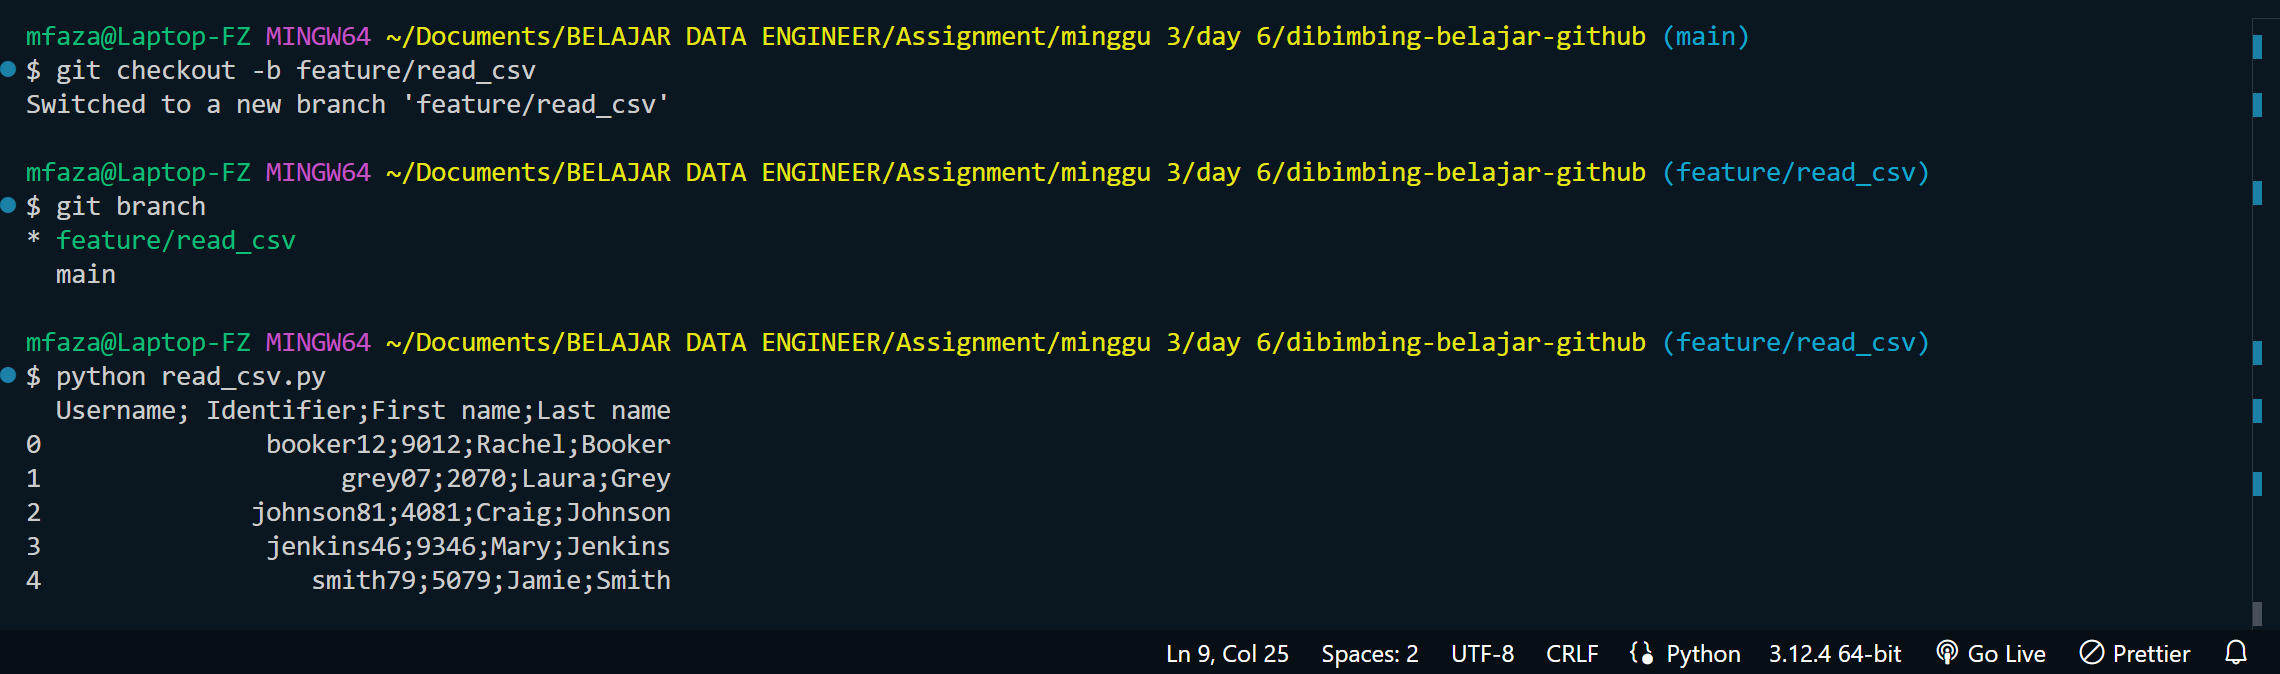 mfaza@Laptop-FZ MINGW64 ~/Documents/BELAJAR DATA ENGINEER/Assignment/minggu 3/day 6/dibimbing-belajar-github (main)
$ git checkout -b feature/read_csv
Switched to a new branch 'feature/read_csv'
mfaza@Laptop-FZ MINGW64 ~/Documents/BELAJAR DATA ENGINEER/Assignment/minggu 3/day 6/dibimbing-belajar-github (feature/read_csv)
$ git branch
* feature/read_csv
  main
mfaza@Laptop-FZ MINGW64 ~/Documents/BELAJAR DATA ENGINEER/Assignment/minggu 3/day 6/dibimbing-belajar-github (feature/read_csv)
$ python read_csv.py
  Username; Identifier;First name;Last name
0               booker12;9012;Rachel;Booker
1                    grey07;2070;Laura;Grey
2              johnson81;4081;Craig;Johnson
3               jenkins46;9346;Mary;Jenkins
4                  smith79;5079;Jamie;Smith
Ln 9, Col 25 Spaces: 2 UTF-8 CRLF Python 3.12.4 64-bit Go Live Prettier